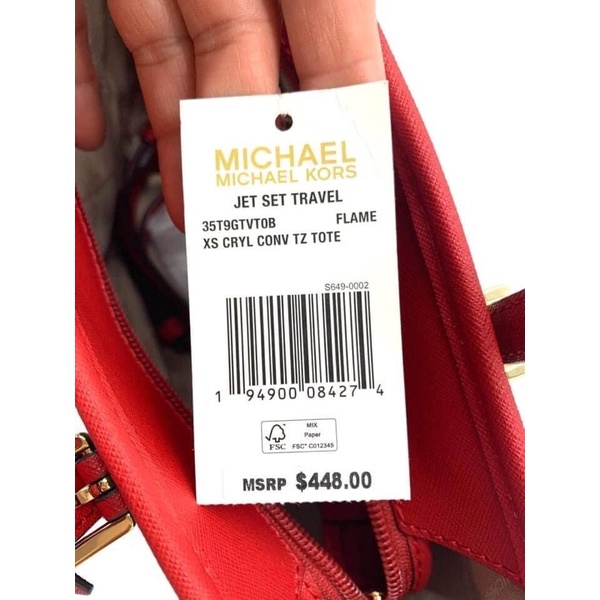 MICHAEL
MICHAEL KORS
JET SET TRAVEL
35T9GTVT0B FLAME
XS CRYL CONV TZ TOTE
S649-0002
1 94900 08427 4
FSC
MIX
Paper
FSC® C012345
MSRP $448.00